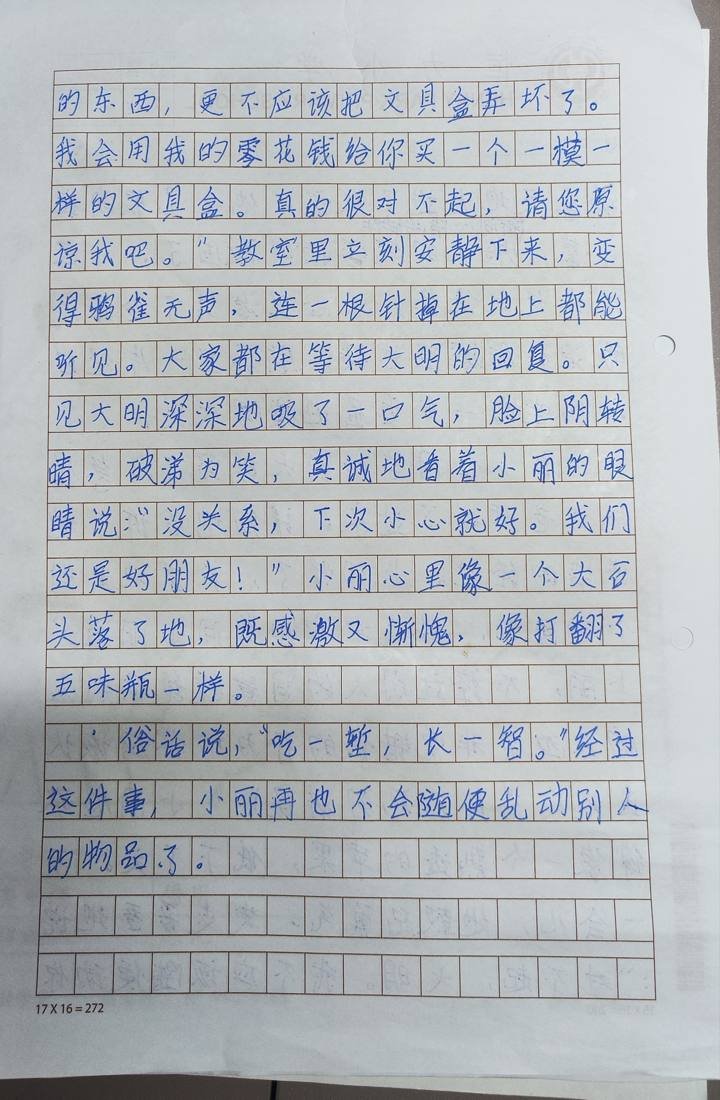 的东西，更不应该把文具盒弄坏了。
我会用我的零花钱给你买一个一模一
样的文具盒。真的很对不起，请您原
谅我吧。”教室里立刻安静下来，变
得鸦雀无声，连一根针掉在地上都能
听见。大家都在等待大明的回复。只
见大明深深地吸了一口气，脸上阴转
晴，破涕为笑，真诚地看着小丽的眼
睛说：“没关系，下次小心就好。我们
还是好朋友！”小丽心里像一个大石
头落了地，既感激又惭愧，像打翻了
五味瓶一样。
俗话说，“吃一堑，长一智。”经过
这件事，小丽再也不会随便乱动别人
的物品了。
17 X 16 = 272